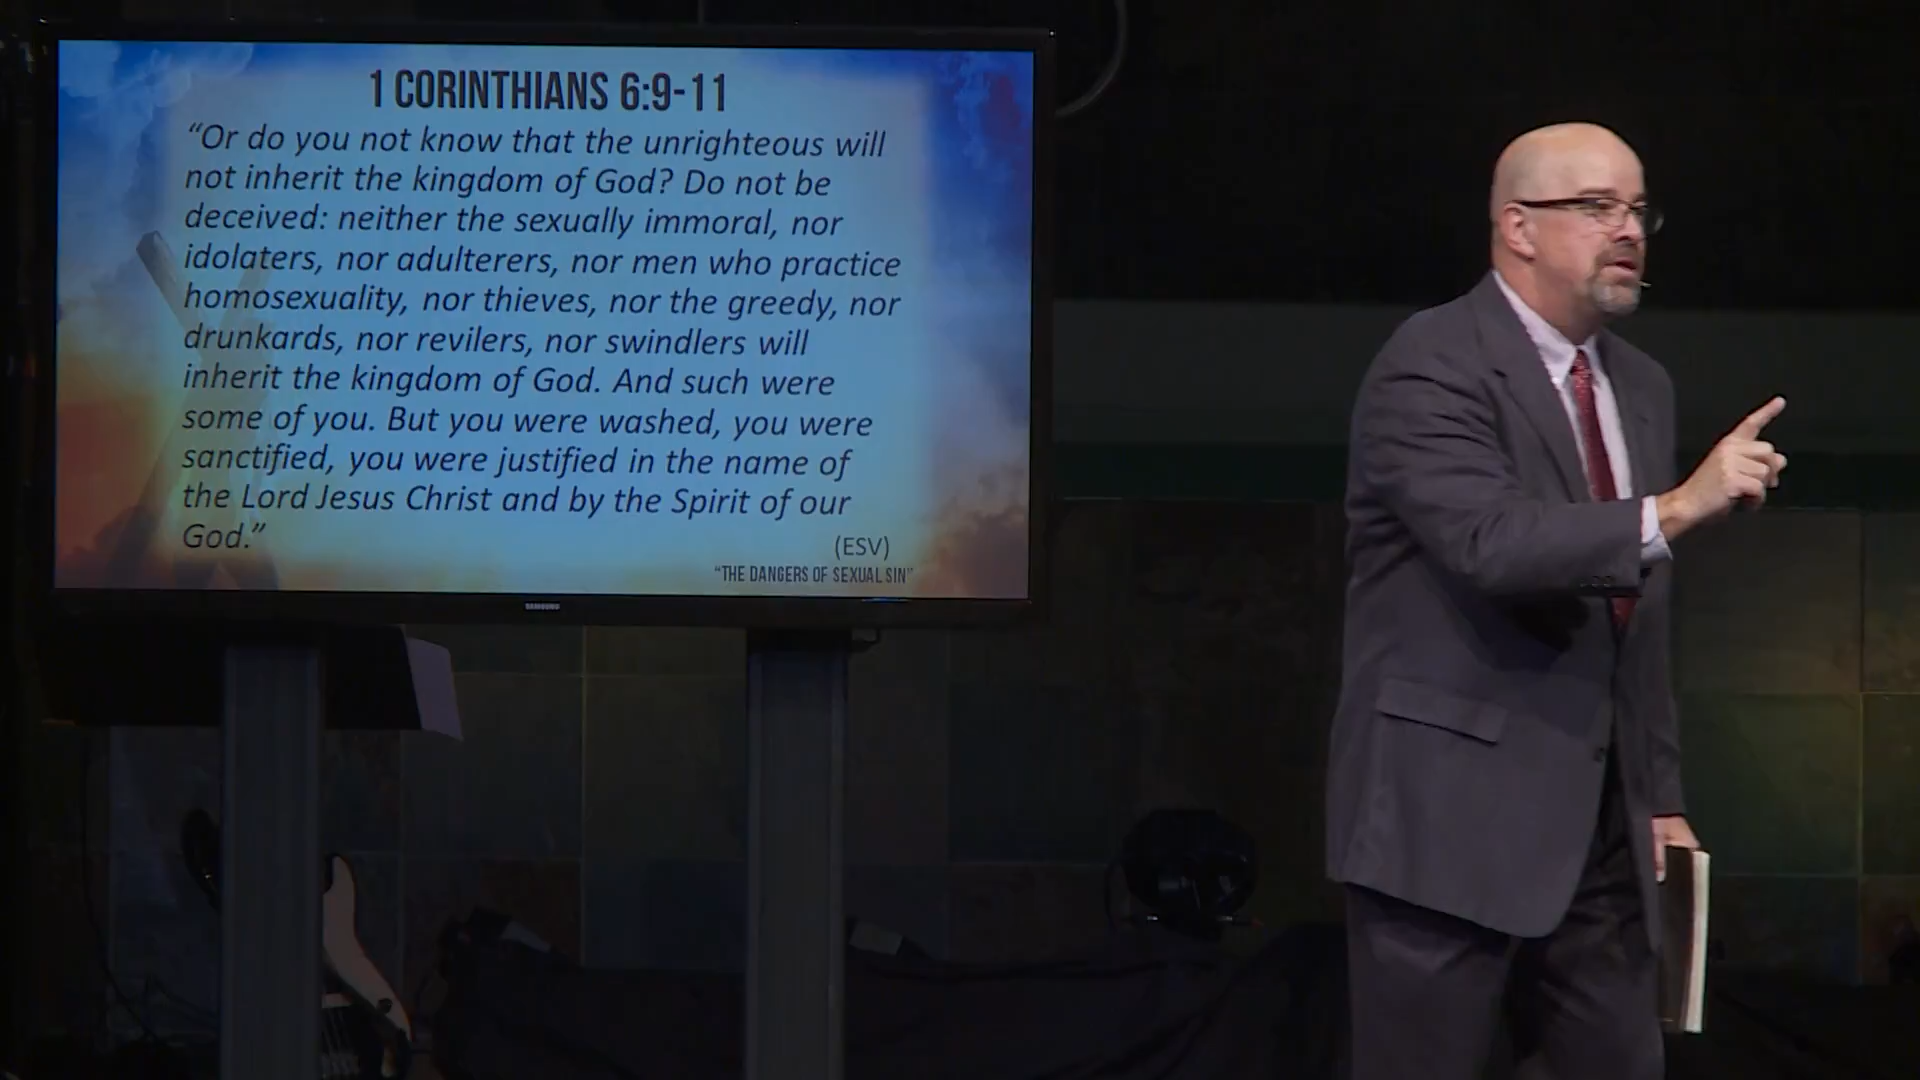 1 CORINTHIANS 6:9-11
“Or do you not know that the unrighteous will
not inherit the kingdom of God? Do not be
deceived: neither the sexually immoral, nor
idolaters, nor adulterers, nor men who practice
homosexuality, nor thieves, nor the greedy, nor
drunkards, nor revilers, nor swindlers will
inherit the kingdom of God. And such were
some of you. But you were washed, you were
sanctified, you were justified in the name of
the Lord Jesus Christ and by the Spirit of our
God.”
(ESV)
“THE DANGERS OF SEXUAL SIN”
SAMSUNG